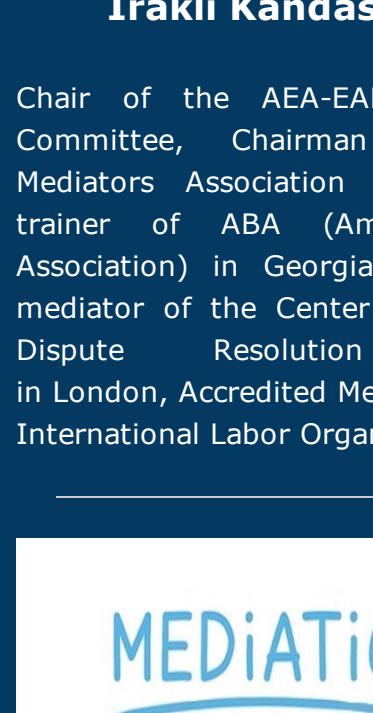 Irakli Kandas
Chair of the AEA-EA
Committee, Chairman
Mediators Association
trainer of ABA (Am
Association) in Georgia
mediator of the Center
Dispute Resolution
in London, Accredited Me
International Labor Organ
MEDiATi